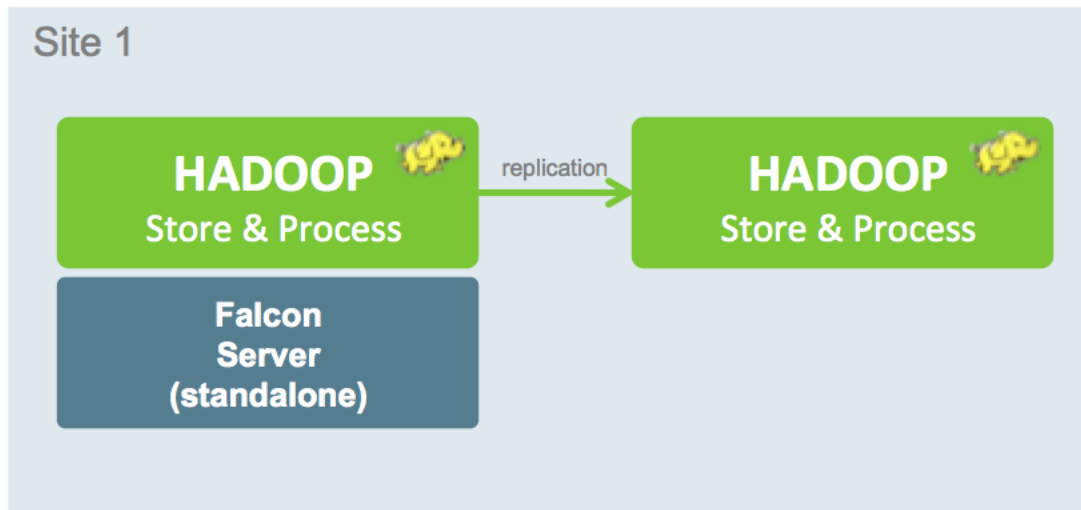 Site 1
HADOOP
Store & Process
replication
HADOOP
Store & Process
Falcon
Server
(standalone)